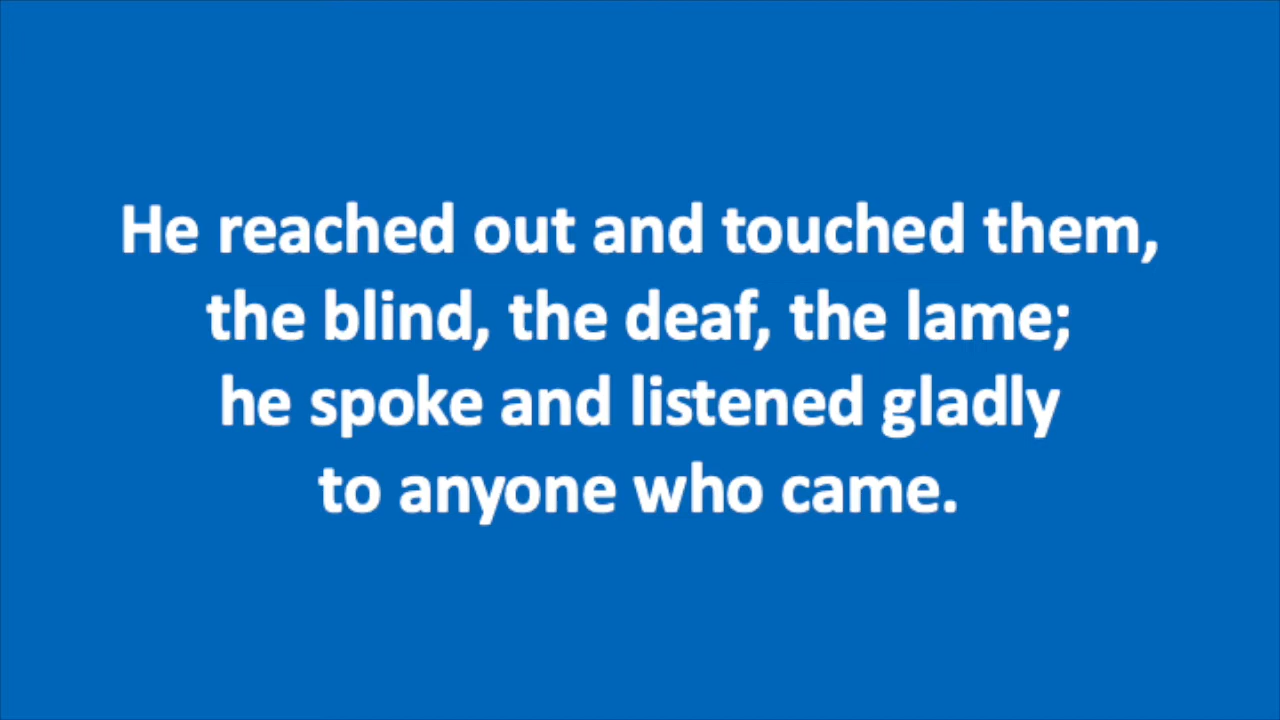 He reached out and touched them,
the blind, the deaf, the lame;
he spoke and listened gladly
to anyone who came.